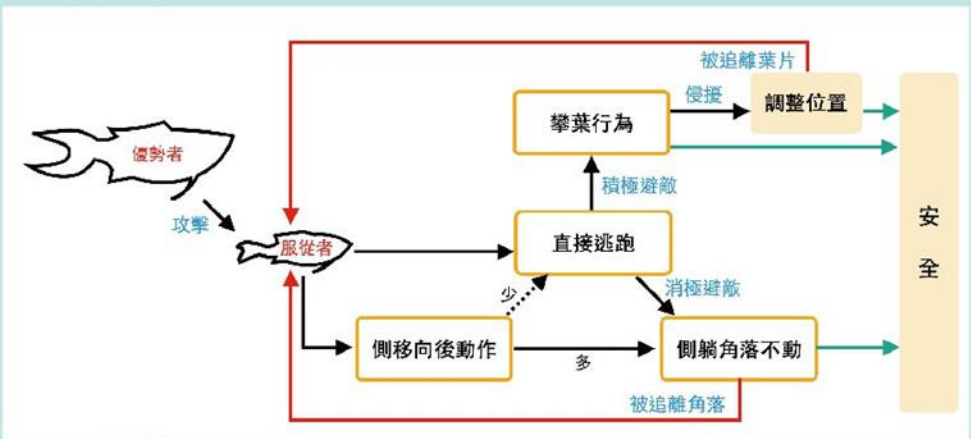 被追離葉片
侵擾
調整位置
攀葉行為
優勢者
積極避敵
攻擊
服從者
直接逃跑
安全
消極避敵
少
側移向後動作
多
側躺角落不動
被追離角落